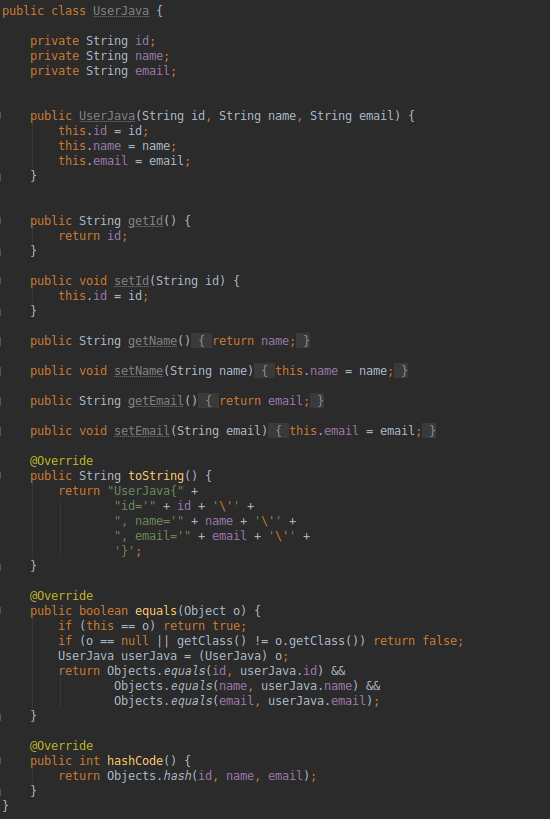 public class UserJava {
    private String id;
    private String name;
    private String email;
    public UserJava(String id, String name, String email) {
        this.id = id;
        this.name = name;
        this.email = email;
    }
    public String getId() {
        return id;
    }
    public void setId(String id) {
        this.id = id;
    }
    public String getName() { return name; }
    public void setName(String name) { this.name = name; }
    public String getEmail() { return email; }
    public void setEmail(String email) { this.email = email; }
    @Override
    public String toString() {
        return "UserJava{" +
                "id='" + id + '\'' +
                ", name='" + name + '\'' +
                ", email='" + email + '\'' +
                '}';
    }
    @Override
    public boolean equals(Object o) {
        if (this == o) return true;
        if (o == null || getClass() != o.getClass()) return false;
        UserJava userJava = (UserJava) o;
        return Objects.equals(id, userJava.id) &&
                Objects.equals(name, userJava.name) &&
                Objects.equals(email, userJava.email);
    }
    @Override
    public int hashCode() {
        return Objects.hash(id, name, email);
    }
}